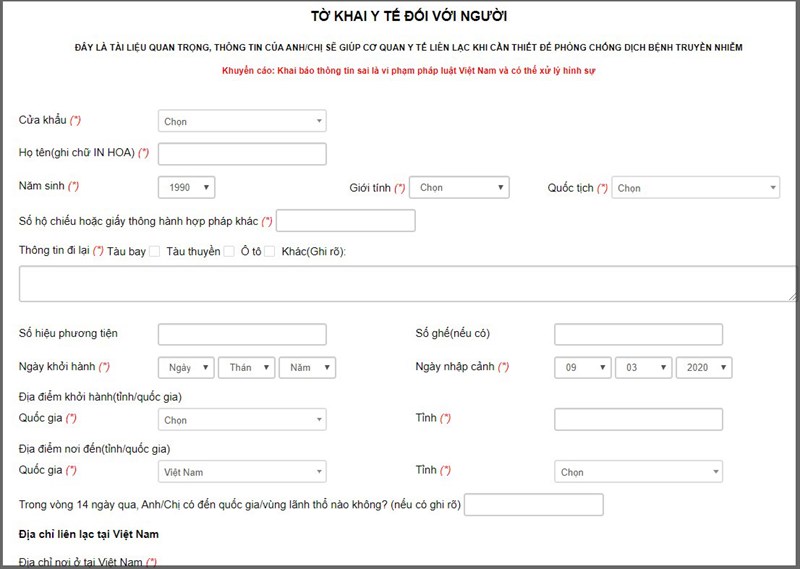 TỜ KHAI Y TẾ ĐỐI VỚI NGƯỜI
ĐÂY LÀ TÀI LIỆU QUAN TRỌNG, THÔNG TIN CỦA ANH/CHỊ SẼ GIÚP CƠ QUAN Y TẾ LIÊN LẠC KHI CẦN THIẾT ĐỂ PHÒNG CHỐNG DỊCH BỆNH TRUYỀN NHIỄM
Khuyến cáo: Khai báo thông tin sai là vi phạm pháp luật Việt Nam và có thể xử lý hình sự
Cửa khẩu (*) Chọn
Họ tên(ghi chữ IN HOA) (*)
Năm sinh (*) 1990 Giới tính (*) Chọn Quốc tịch (*) Chọn
Số hộ chiếu hoặc giấy thông hành hợp pháp khác (*)
Thông tin đi lại (*) Tàu bay Tàu thuyền Ô tô Khác(Ghi rõ):
Số hiệu phương tiện Số ghế(nếu có)
Ngày khởi hành (*) Ngày Thán Năm Ngày nhập cảnh (*) 09 03 2020
Địa điểm khởi hành(tỉnh/quốc gia)
Quốc gia (*) Chọn Tỉnh (*)
Địa điểm nơi đến(tỉnh/quốc gia)
Quốc gia (*) Việt Nam Tỉnh (*) Chọn
Trong vòng 14 ngày qua, Anh/Chị có đến quốc gia/vùng lãnh thổ nào không? (nếu có ghi rõ)
Địa chỉ liên lạc tại Việt Nam
Địa chỉ nơi ở tại Việt Nam (*)